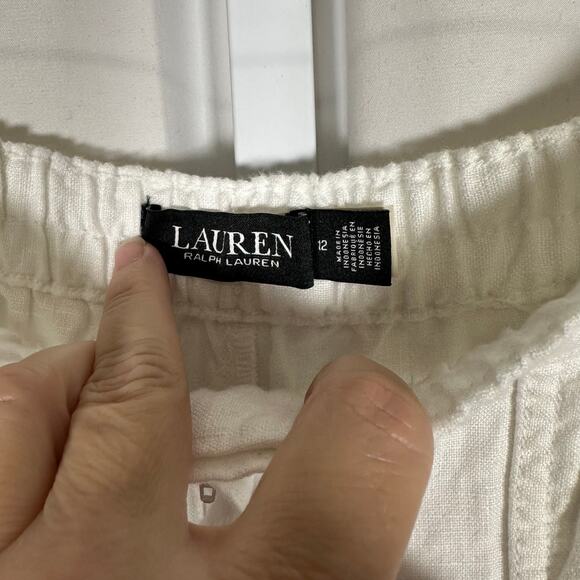 LAUREN
RALPH LAUREN
12
MADE IN
INDONESIA
FABRIQUÉ EN
INDONÉSIE
HECHO EN
INDONESIA